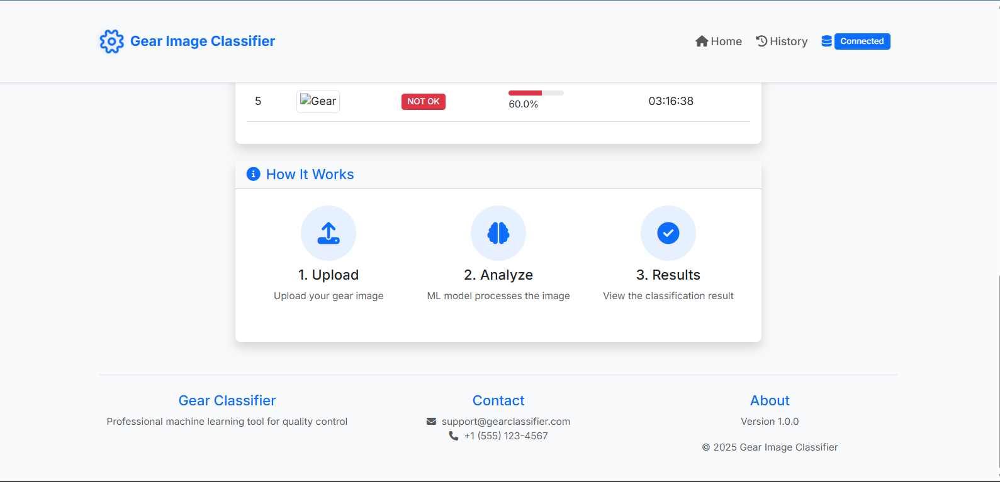 Gear Image Classifier
Home
History
Connected
5
Gear
NOT OK
60.0%
03:16:38
How It Works
1. Upload
Upload your gear image
2. Analyze
ML model processes the image
3. Results
View the classification result
Gear Classifier
Professional machine learning tool for quality control
Contact
support@gearclassifier.com
+1 (555) 123-4567
About
Version 1.0.0
© 2025 Gear Image Classifier